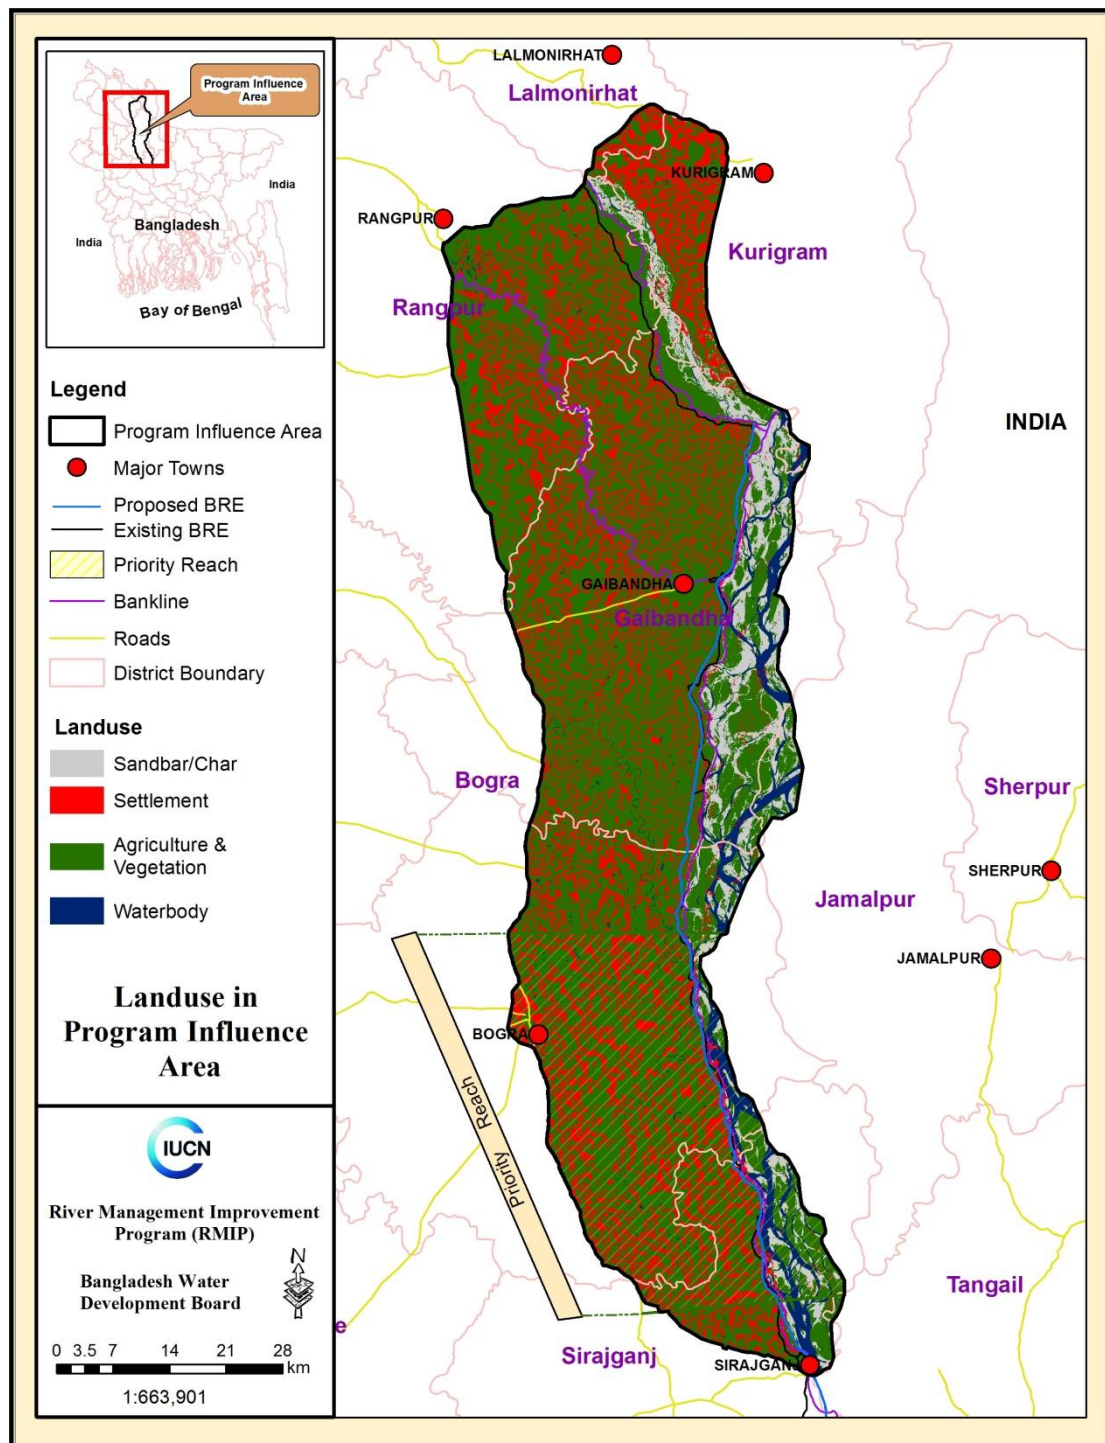 Program Influence
Area
India
Bangladesh
India
Bay of Bengal
Legend
Program Influence Area
Major Towns
Proposed BRE
Existing BRE
Priority Reach
Bankline
Roads
District Boundary
Landuse
Sandbar/Char
Settlement
Agriculture &
Vegetation
Waterbody
Landuse in
Program Influence
Area
IUCN
River Management Improvement
Program (RMIP)
Bangladesh Water
Development Board
N
0 3.5 7 14 21 28
km
1:663,901
LALMONIRHAT
Lalmonirhat
KURIGRAM
RANGPUR
Kurigram
Rangpur
INDIA
GAIBANDHA
Gaibandha
Bogra
Sherpur
SHERPUR
Jamalpur
JAMALPUR
BOGRA
Priority Reach
Tangail
e
Sirajganj
SIRAJGANJ